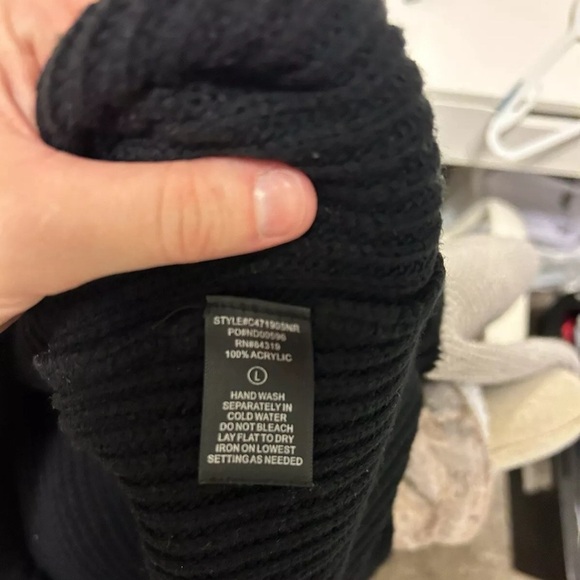 STYLE#C471905NR
PO#ND00596
RN#84319
100% ACRYLIC
L
HAND WASH
SEPARATELY IN
COLD WATER
DO NOT BLEACH
LAY FLAT TO DRY
IRON ON LOWEST
SETTING AS NEEDED